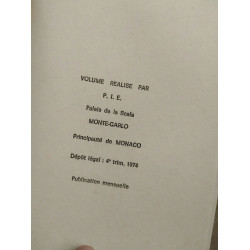 VOLUME REALISE PAR
P. I. E.
Palais de la Scala
MONTE-CARLO
Principauté de MONACO
Dépôt légal : 4e trim. 1974
Publication mensuelle